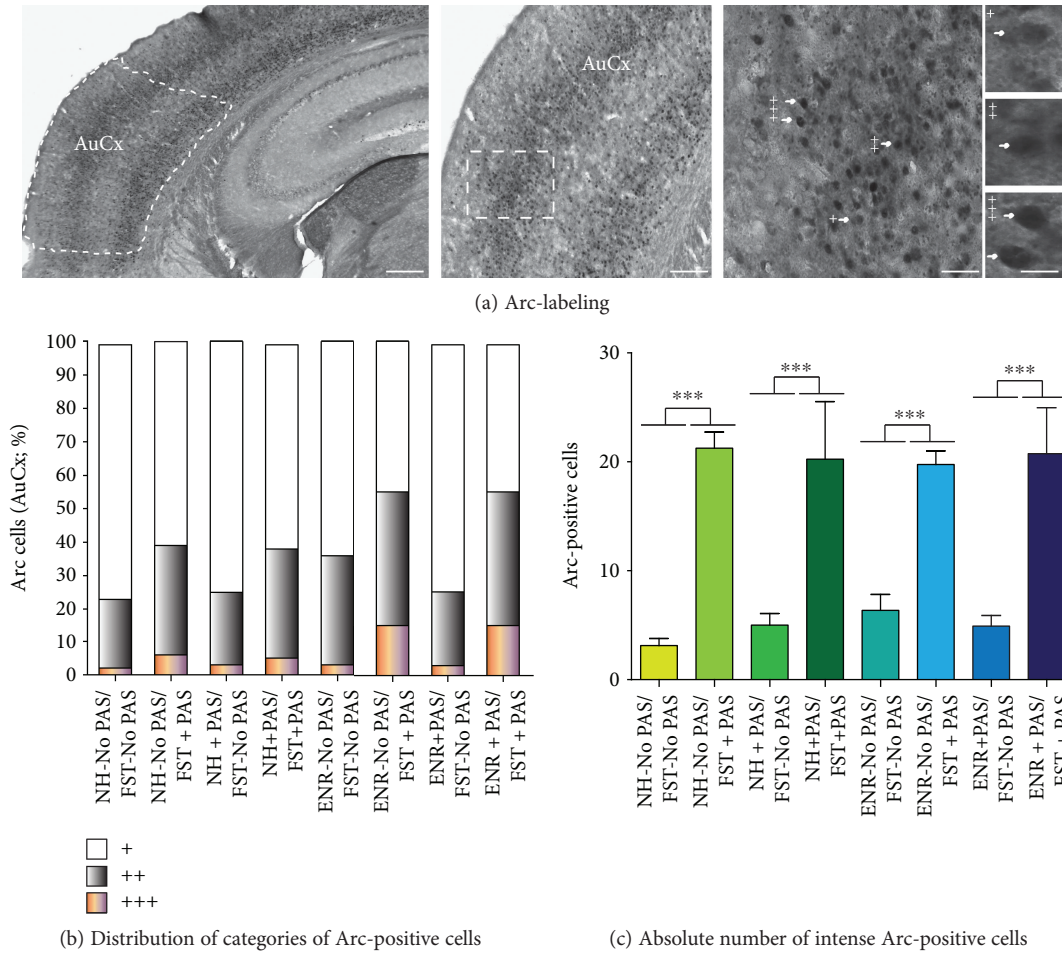 AuCx
AuCx
+
+
+
+
+
+
+
+
+
+
+
+
+
(a) Arc-labeling
Arc cells (AuCx; %)
100
90
80
70
60
50
40
30
20
10
0
NH-No PAS/
FST-No PAS
NH-No PAS/
FST + PAS
NH + PAS/
FST-No PAS
NH+PAS/
FST+PAS
ENR-No PAS/
FST-No PAS
ENR-No PAS/
FST + PAS
ENR+PAS/
FST-No PAS
ENR + PAS/
FST + PAS
+
++
+++
(b) Distribution of categories of Arc-positive cells
Arc-positive cells
30
20
10
0
***
***
***
***
NH-No PAS/
FST-No PAS
NH-No PAS/
FST + PAS
NH + PAS/
FST-No PAS
NH+PAS/
FST+PAS
ENR-No PAS/
FST-No PAS
ENR-No PAS/
FST + PAS
ENR+PAS/
FST-No PAS
ENR + PAS/
(c) Absolute number of intense Arc-positive cells